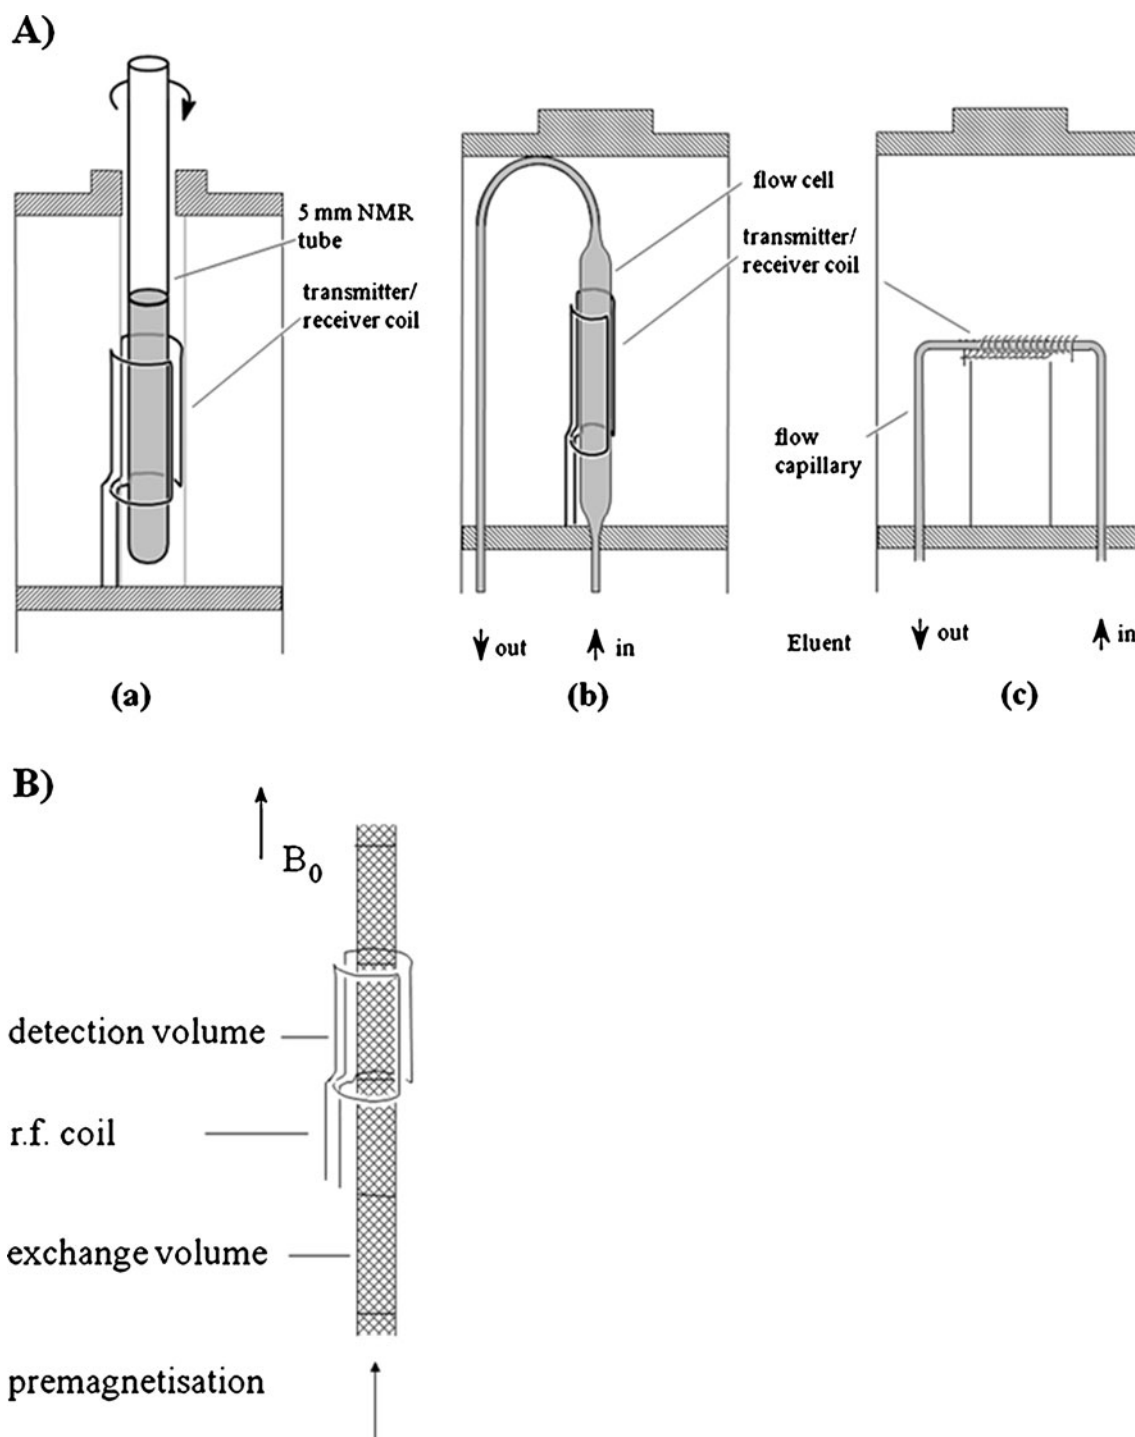 A)
5 mm NMR
tube
transmitter/
receiver coil
flow cell
transmitter/
receiver coil
flow
capillary
out
in
Eluent
out
in
(a)
(b)
(c)
B)
B0
detection volume
r.f. coil
exchange volume
premagnetisation